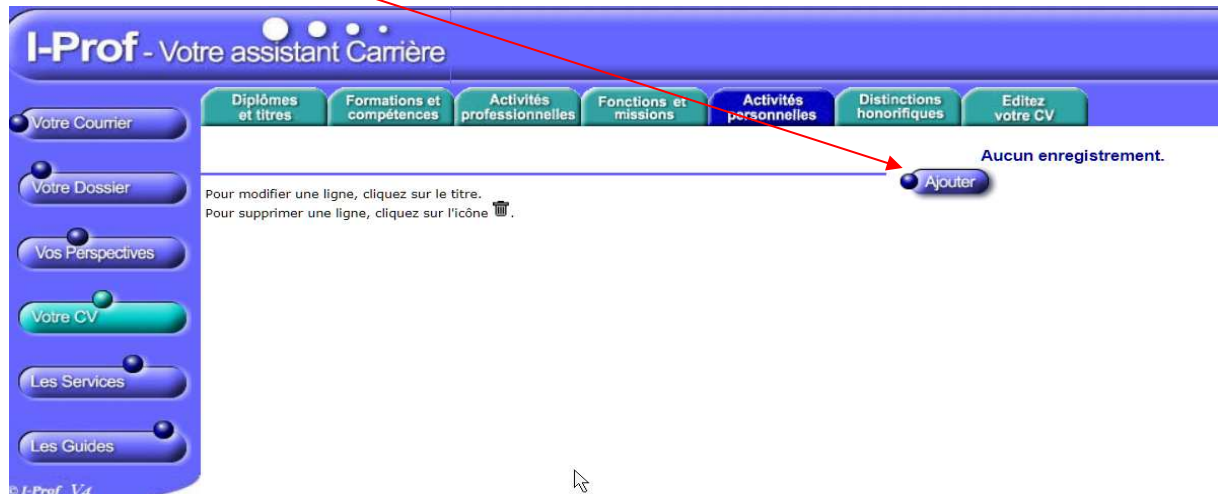 I-Prof - Votre assistant Carrière
Diplômes et titres
Formations et compétences
Activités professionnelles
Fonctions et missions
Activités personnelles
Distinctions honorifiques
Editez votre CV
Votre Courrier
Votre Dossier
Vos Perspectives
Votre CV
Les Services
Les Guides
© I-Prof V4
Aucun enregistrement.
Ajouter
Pour modifier une ligne, cliquez sur le titre.
Pour supprimer une ligne, cliquez sur l'icône .